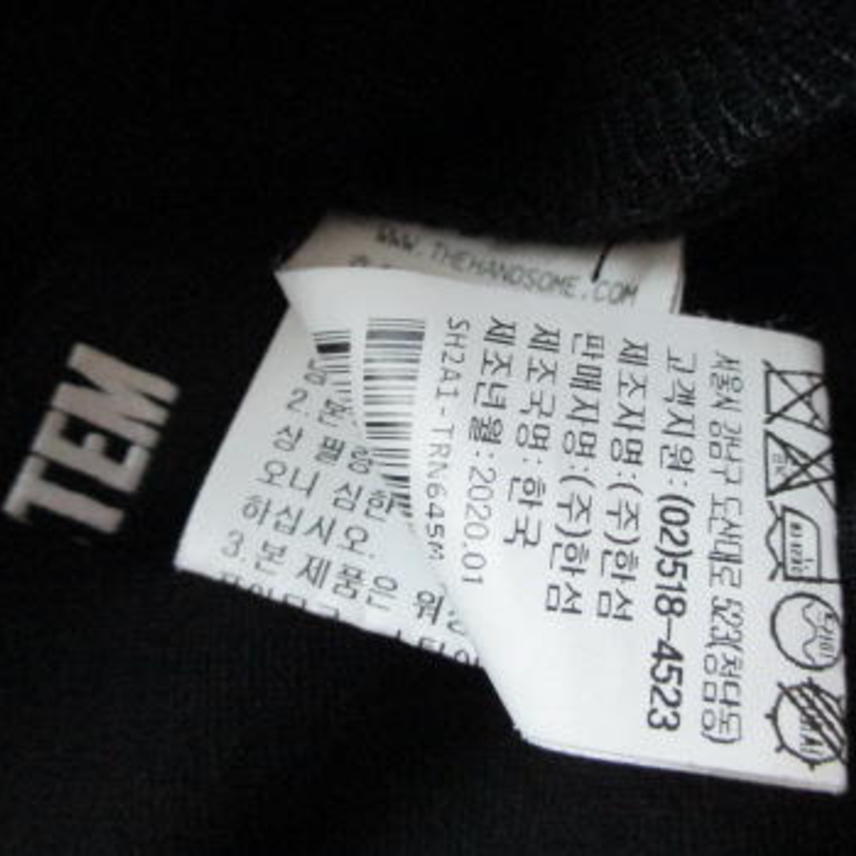 TEM
WWW.THEHANDSOME.COM
서울시 강남구 도산대로 523(청담동)
고객지원: (02)518-4523
제조자명: (주)한섬
판매자명: (주)한섬
제조국명: 한국
제조년월: 2020.01
SH2A1-TRN645M
2. 본
상
오니 심한
하십시오.
3. 본 제품은